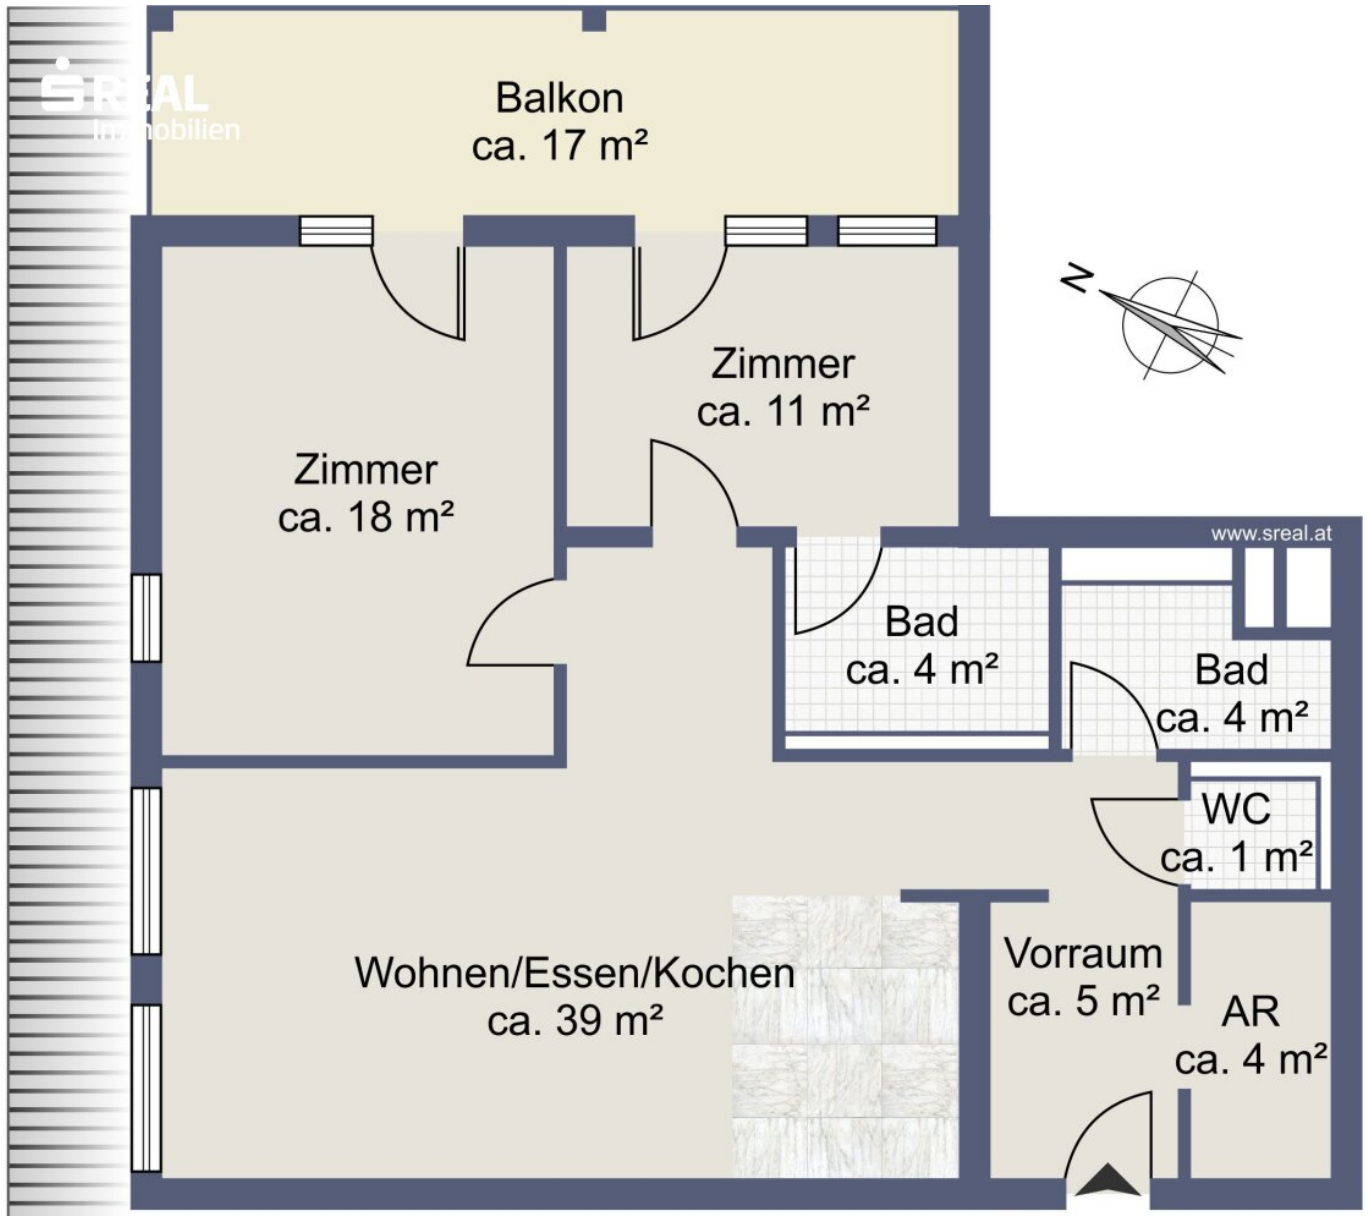 Balkon
ca. 17 m²
S REAL
Immobilien
N
Zimmer
ca. 11 m²
Zimmer
ca. 18 m²
www.sreal.at
Bad
ca. 4 m²
Bad
ca. 4 m²
WC
ca. 1 m²
Wohnen/Essen/Kochen
ca. 39 m²
Vorraum
ca. 5 m²
AR
ca. 4 m²